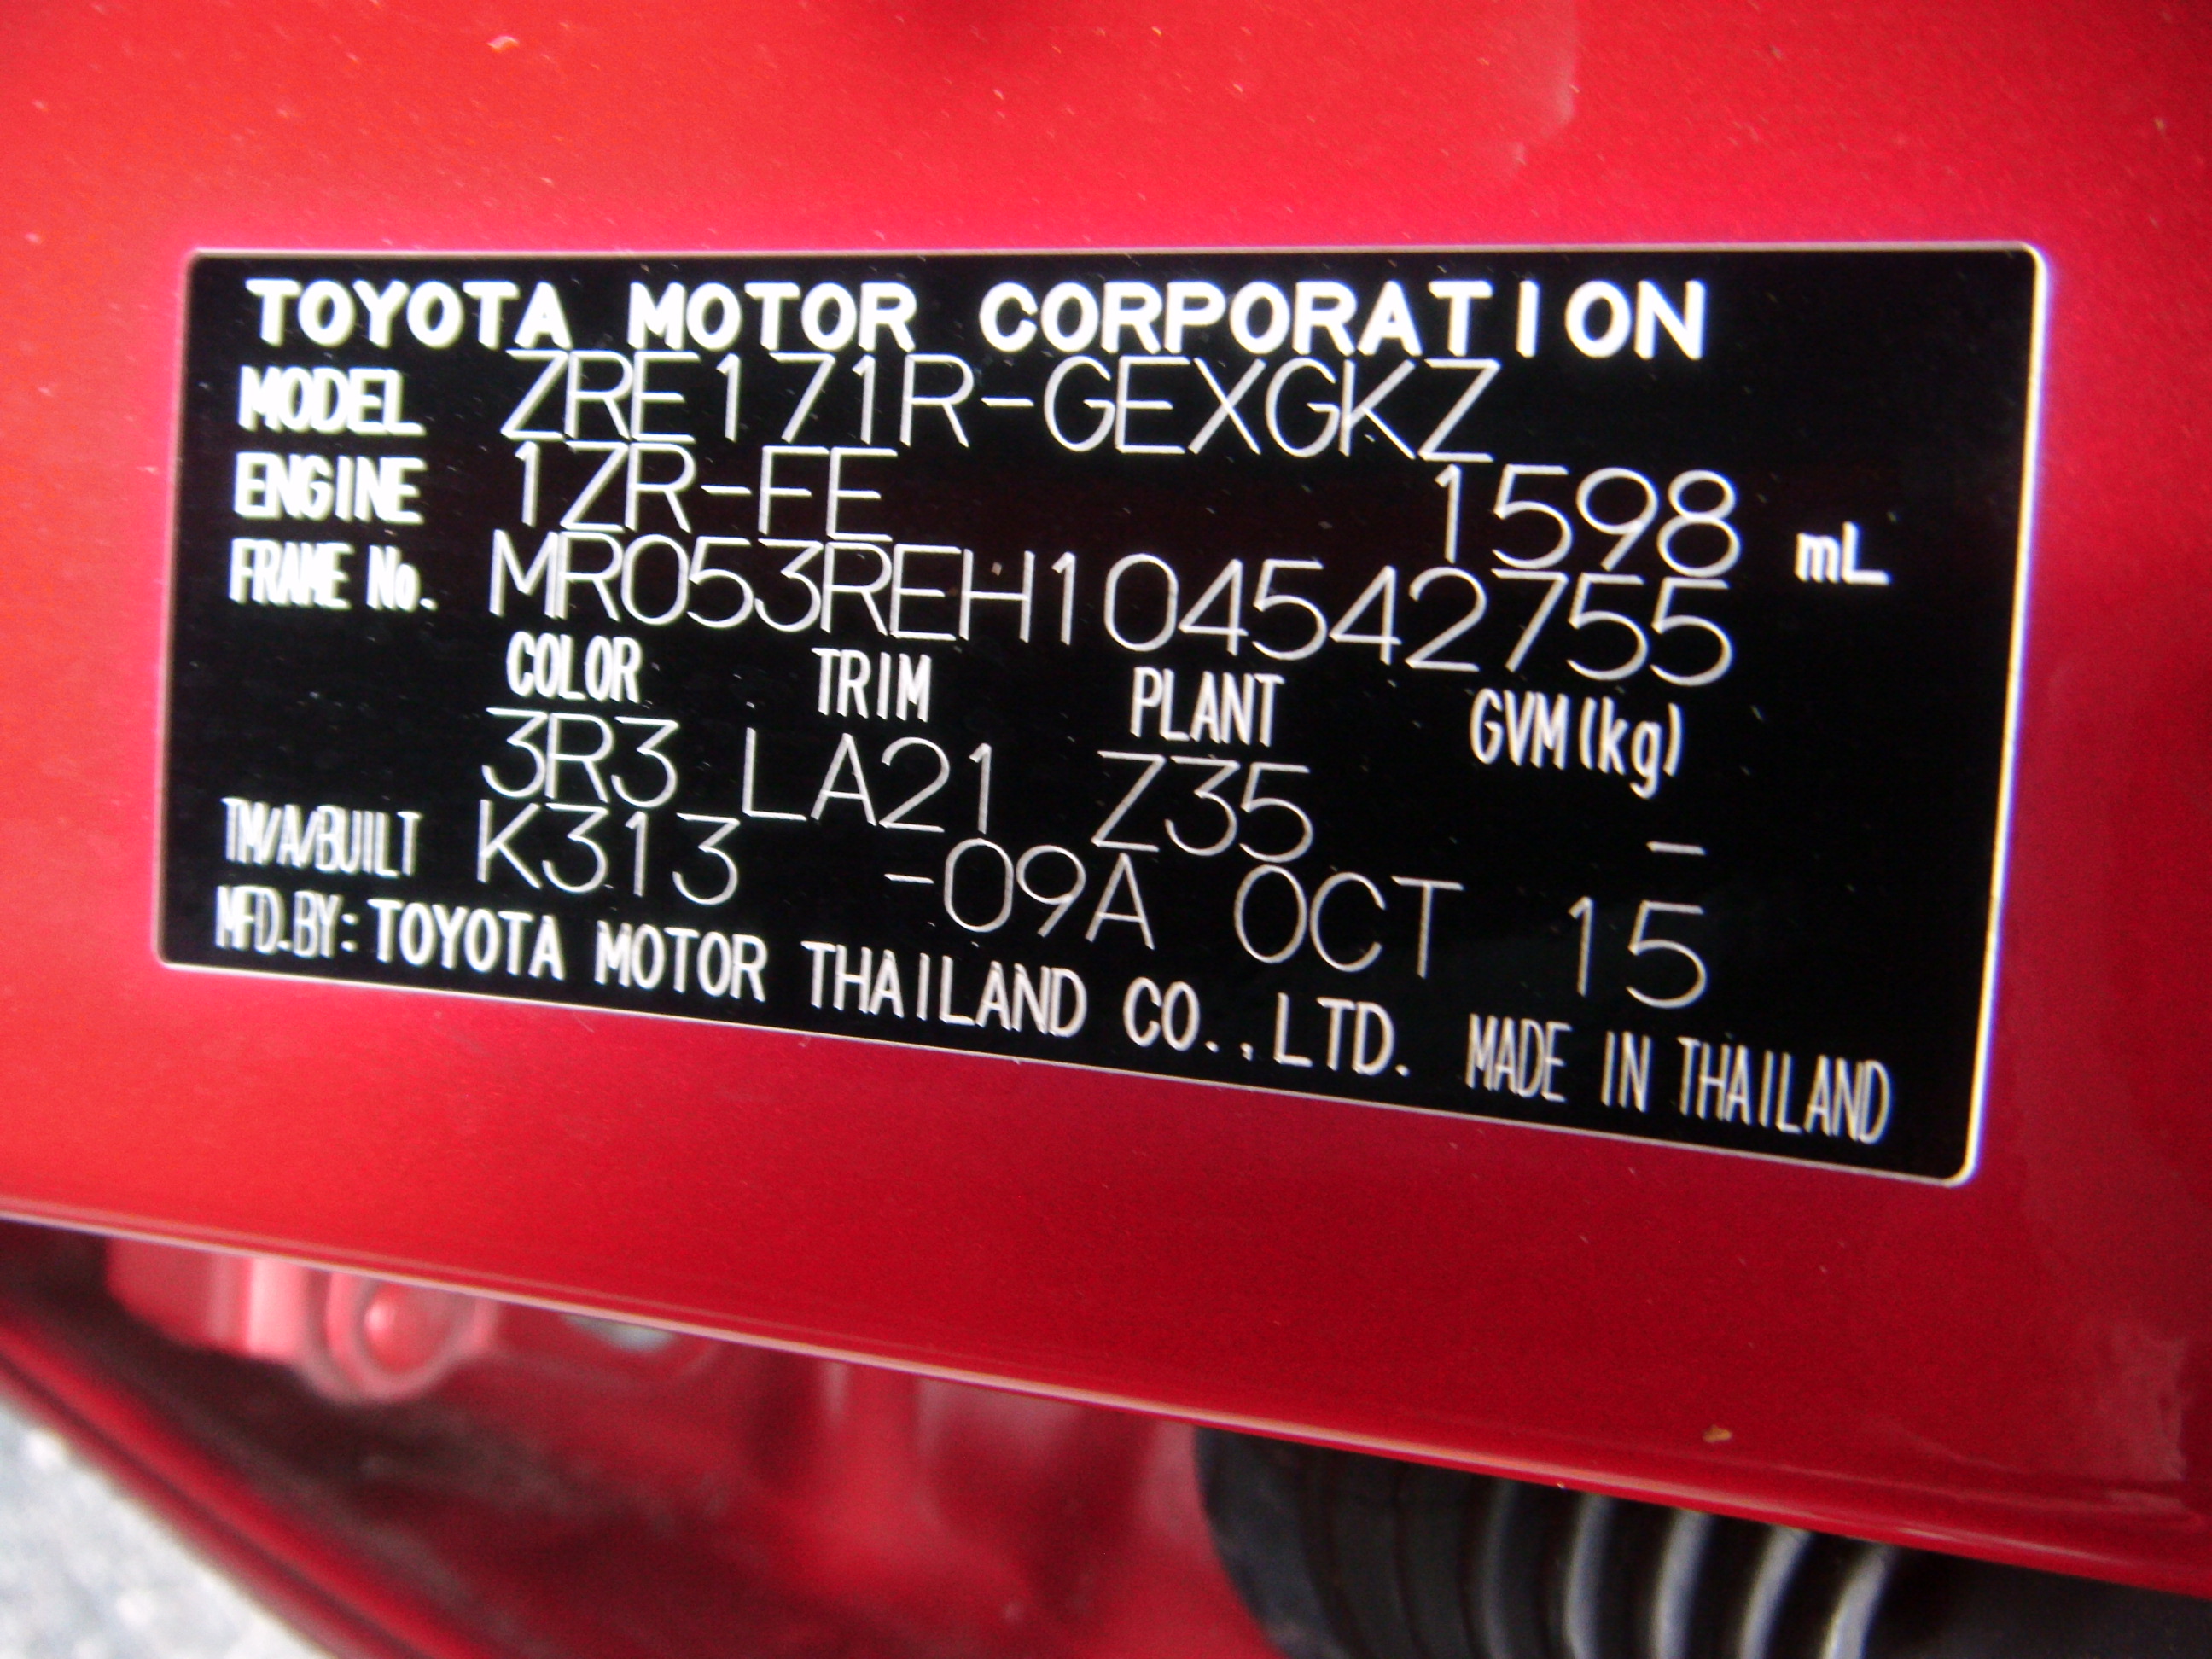 TOYOTA MOTOR CORPORATION
MODEL ZRE171R-GEXGKZ
ENGINE 1ZR-FE 1598 mL
FRAME No. MR053REH104542755
COLOR TRIM PLANT GVM(kg)
3R3 LA21 Z35 -
TM/A/BUILT K313 -09A OCT 15
MFD.BY: TOYOTA MOTOR THAILAND CO.,LTD. MADE IN THAILAND